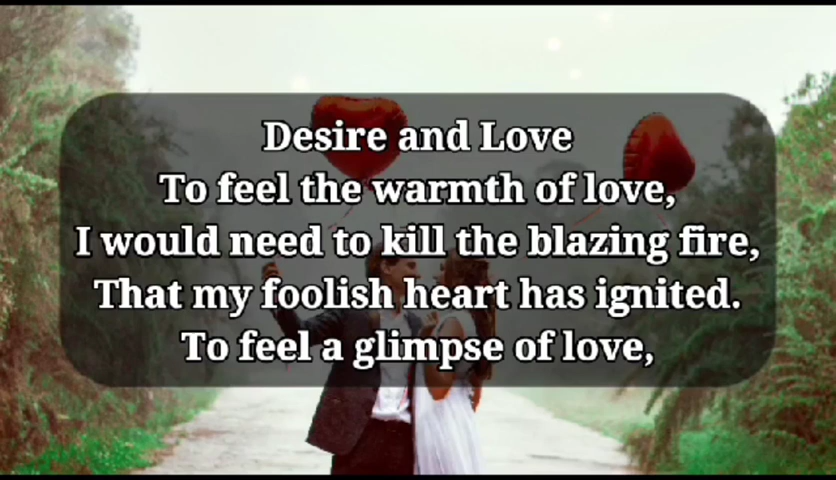 Desire and Love
To feel the warmth of love,
I would need to kill the blazing fire,
That my foolish heart has ignited.
To feel a glimpse of love,